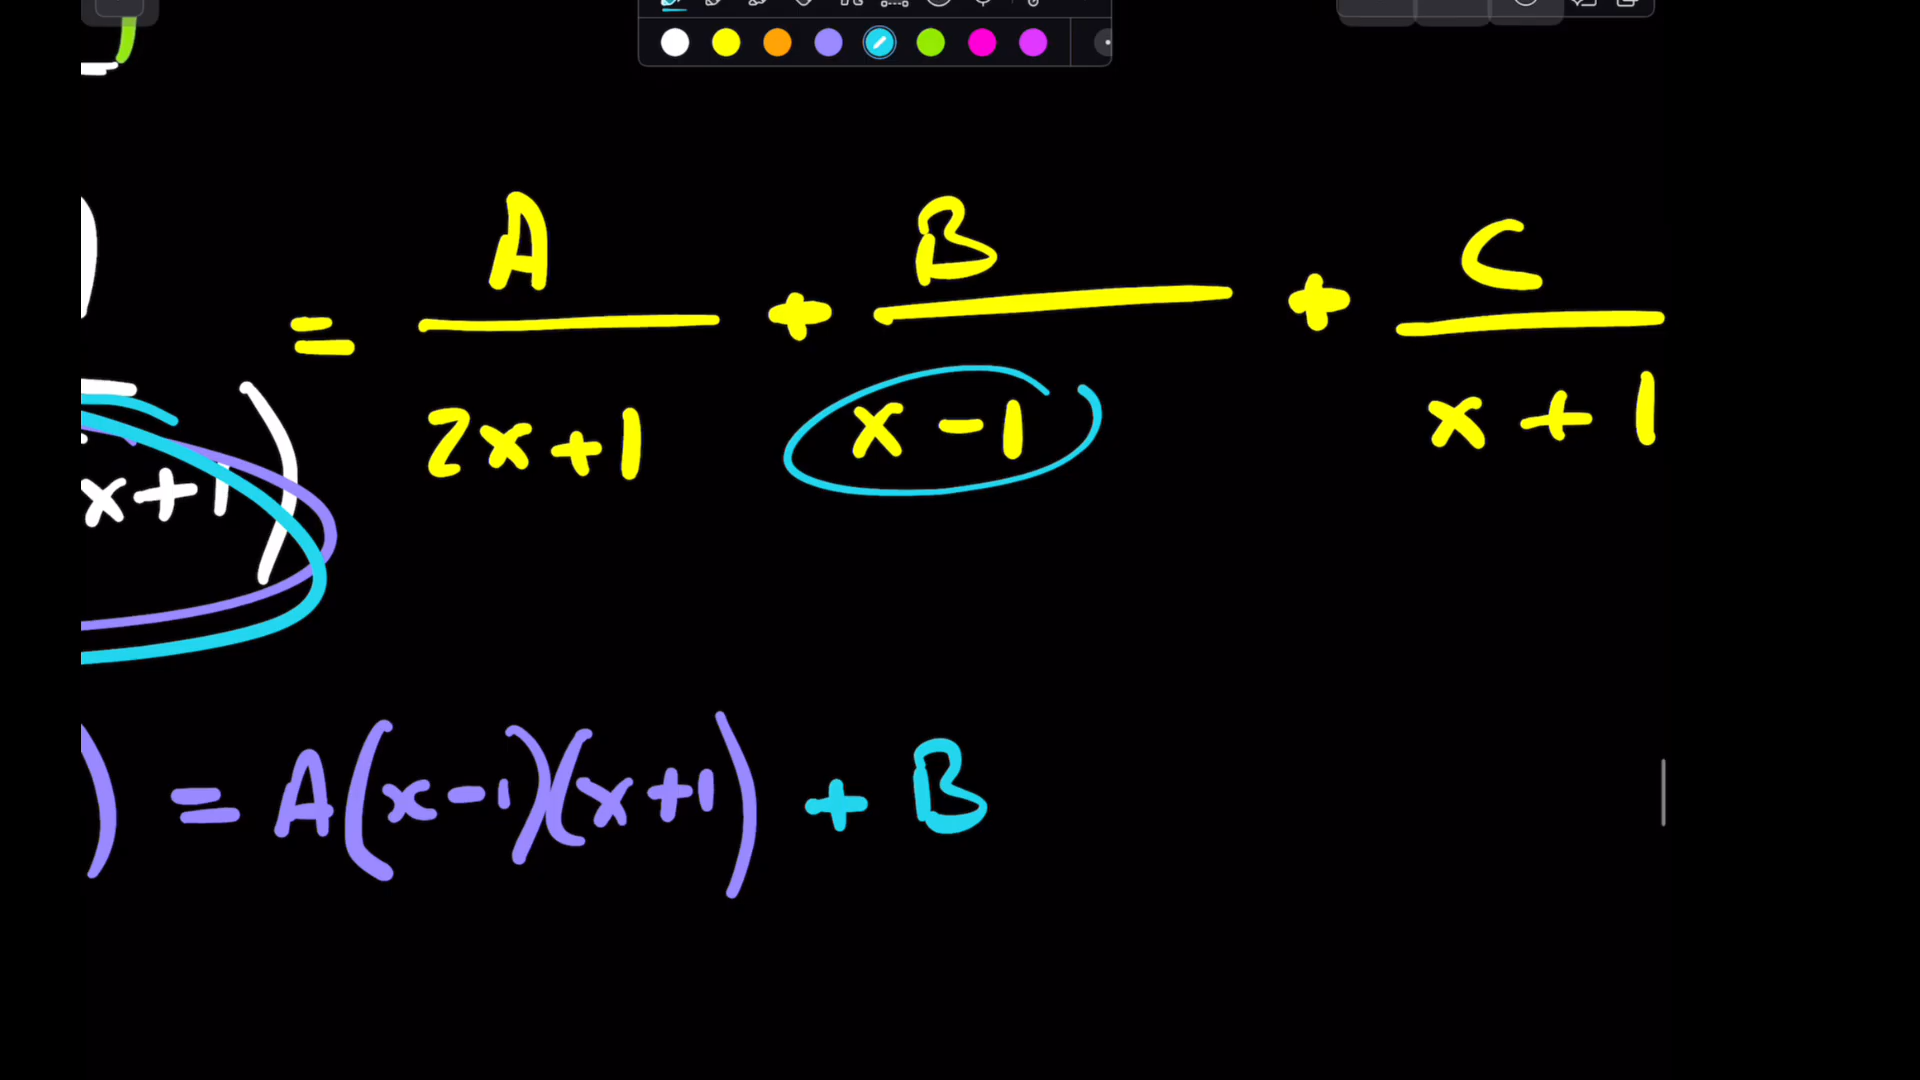 ) = A/(2x+1) + B/(x-1) + C/(x+1)
x+1)
) = A(x-1)(x+1) + B